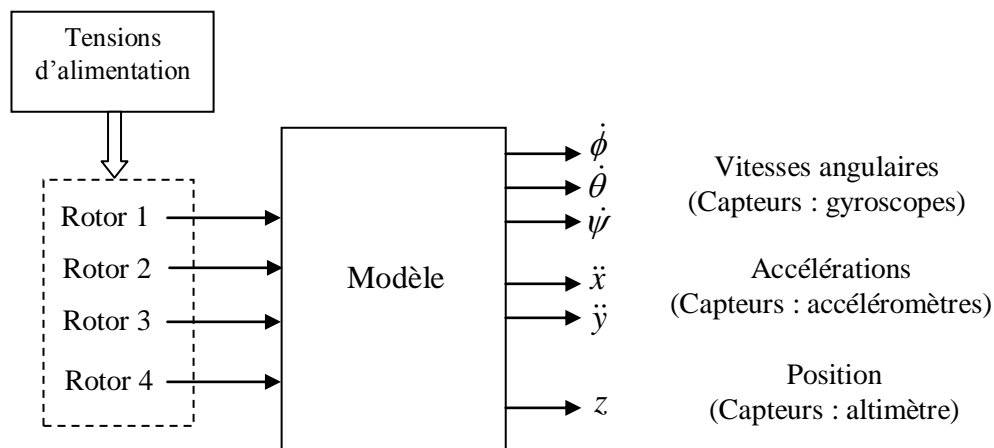 Tensions
d’alimentation
Rotor 1
Rotor 2
Rotor 3
Rotor 4
Modèle
ϕ̇
θ̇
ψ̇
ẍ
ÿ
z
Vitesses angulaires
(Capteurs : gyroscopes)
Accélérations
(Capteurs : accéléromètres)
Position
(Capteurs : altimètre)